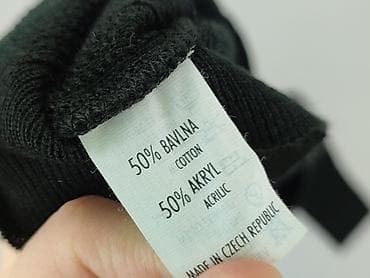 50% BAVLNA
COTTON
50% AKRYL
ACRILIC
MADE IN CZECH REPUBLIC